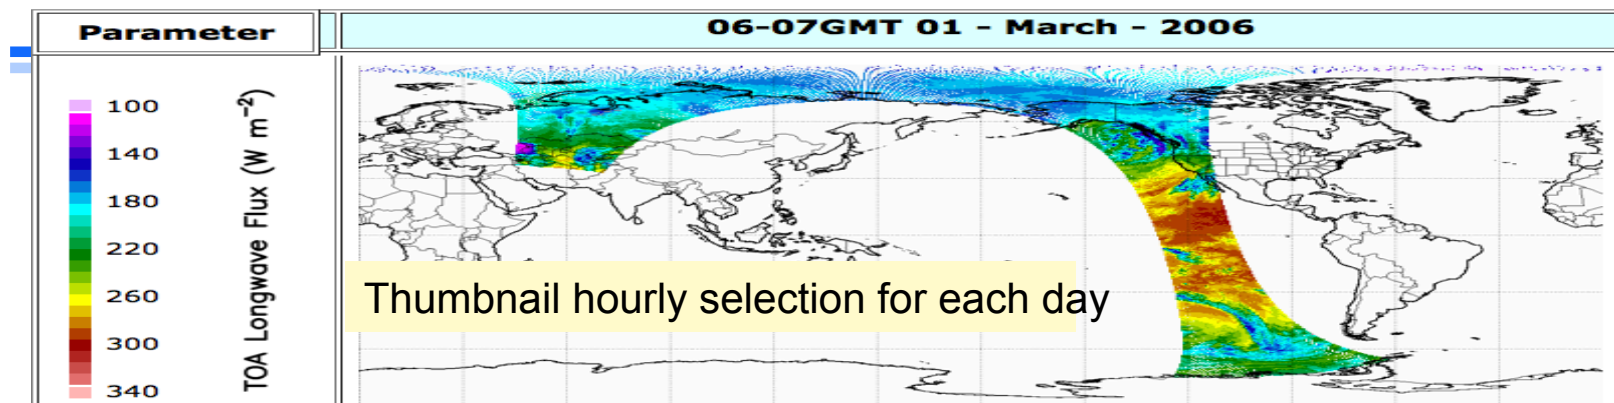 Parameter
06-07GMT 01 - March - 2006
100
140
180
220
260
300
340
TOA Longwave Flux (W m⁻²)
Thumbnail hourly selection for each day